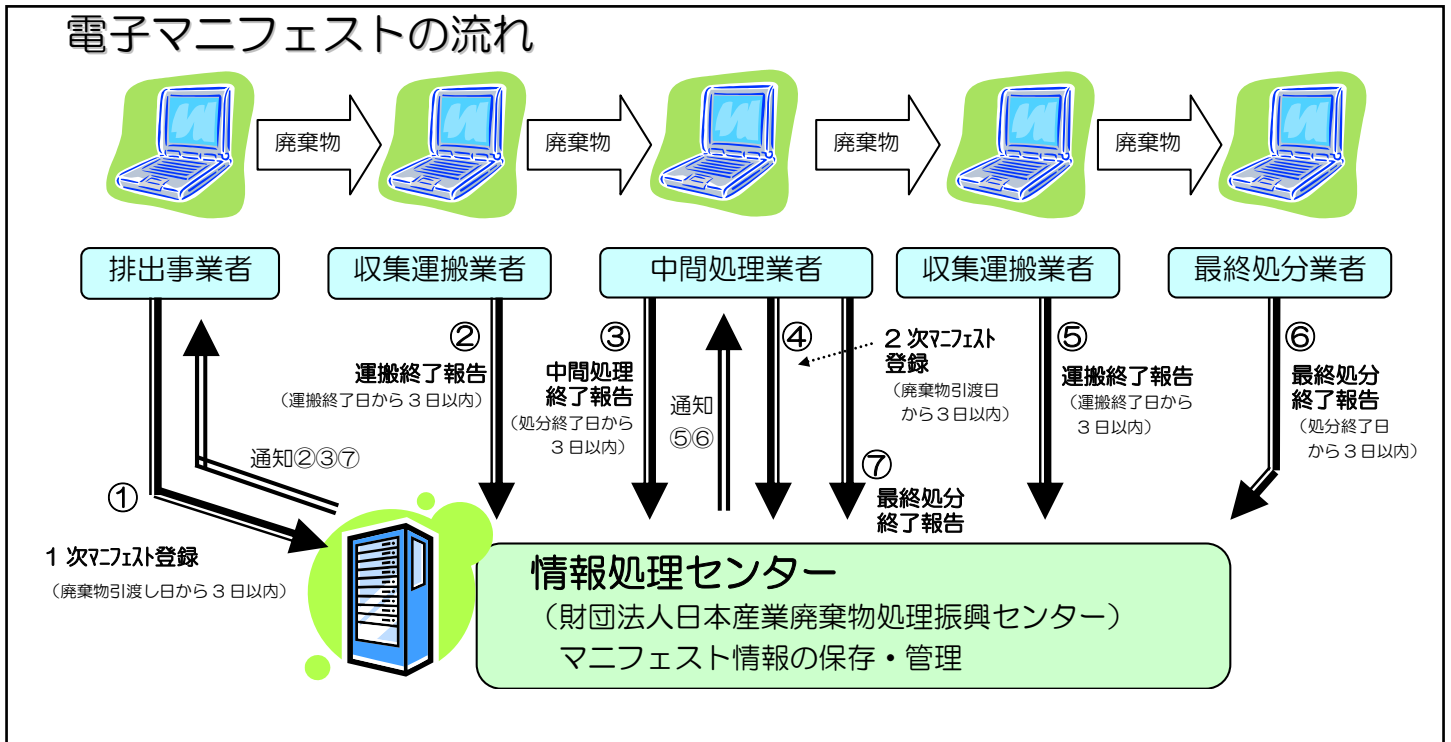 電子マニフェストの流れ
廃棄物
廃棄物
廃棄物
廃棄物
排出事業者
収集運搬業者
中間処理業者
収集運搬業者
最終処分業者
①
1 次ﾏﾆﾌｪｽﾄ登録
（廃棄物引渡し日から 3 日以内）
通知②③⑦
②
運搬終了報告
（運搬終了日から 3 日以内）
③
中間処理
終了報告
（処分終了日から
3 日以内）
通知
⑤⑥
④
2 次ﾏﾆﾌｪｽﾄ
登録
（廃棄物引渡日
から３日以内）
⑦
最終処分
終了報告
⑤
運搬終了報告
（運搬終了日から
３日以内）
⑥
最終処分
終了報告
（処分終了日
から３日以内）
情報処理センター
（財団法人日本産業廃棄物処理振興センター）
マニフェスト情報の保存・管理